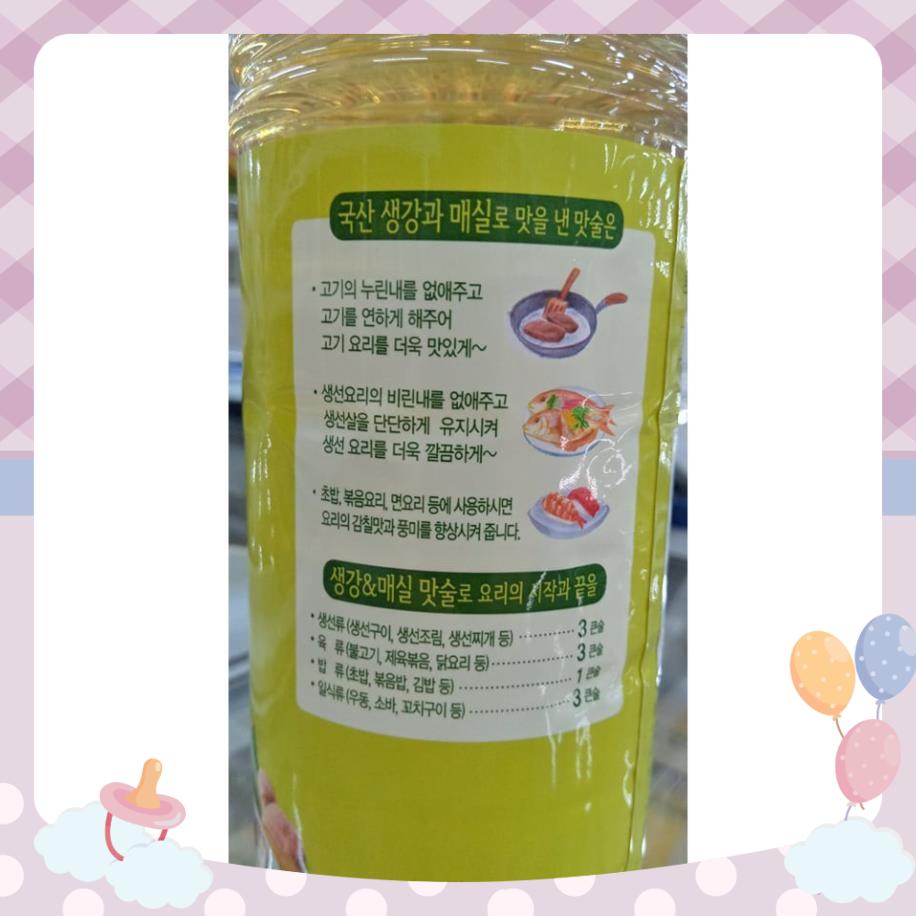 국산 생강과 매실로 맛을 낸 맛술은
· 고기의 누린내를 없애주고
고기를 연하게 해주어
고기 요리를 더욱 맛있게~
· 생선요리의 비린내를 없애주고
생선살을 단단하게 유지시켜
생선 요리를 더욱 깔끔하게~
· 초밥, 볶음요리, 면요리 등에 사용하시면
요리의 감칠맛과 풍미를 향상시켜 줍니다.
생강&매실 맛술로 요리의 시작과 끝을
· 생선류 (생선구이, 생선조림, 생선찌개 등) ·········· 3 큰술
· 육 류 (불고기, 제육볶음, 닭요리 등) ·············· 3 큰술
· 밥 류 (초밥, 볶음밥, 김밥 등) ···················· 1 큰술
· 일식류 (우동, 소바, 꼬치구이 등) ·················· 3 큰술